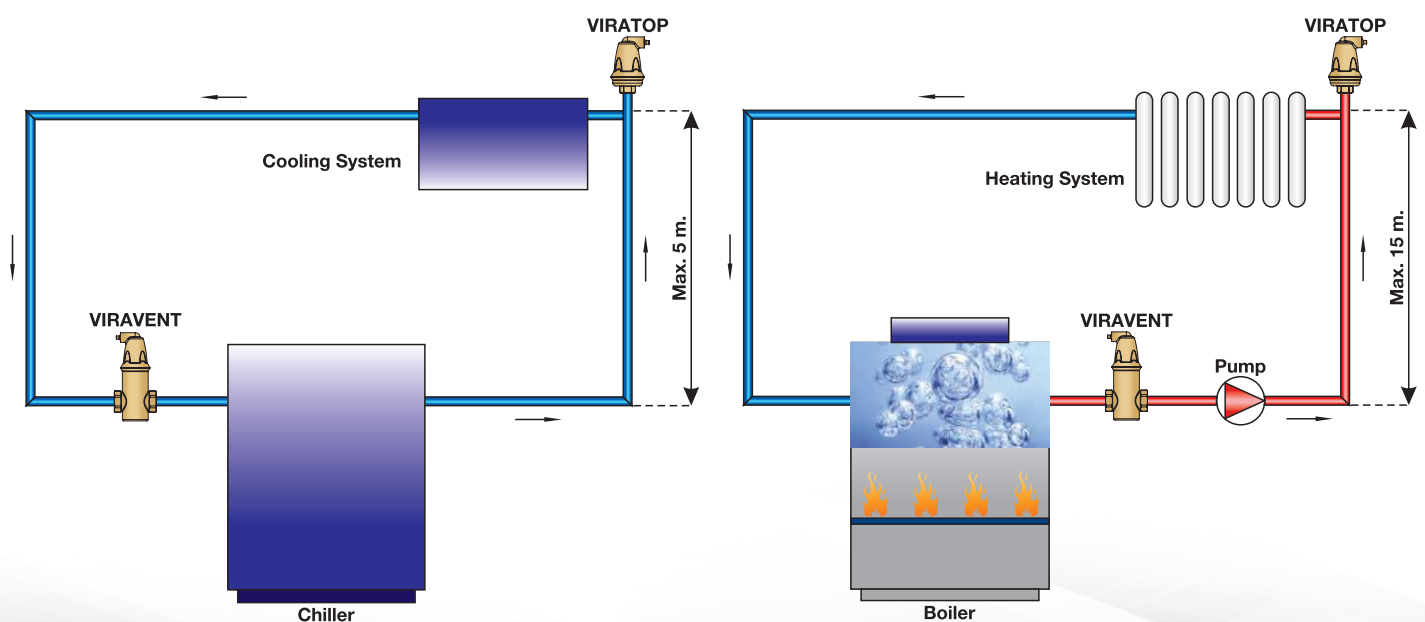 VIRATOP
Cooling System
Max. 5 m.
VIRAVENT
Chiller
VIRATOP
Heating System
Max. 15 m.
VIRAVENT
Pump
Boiler